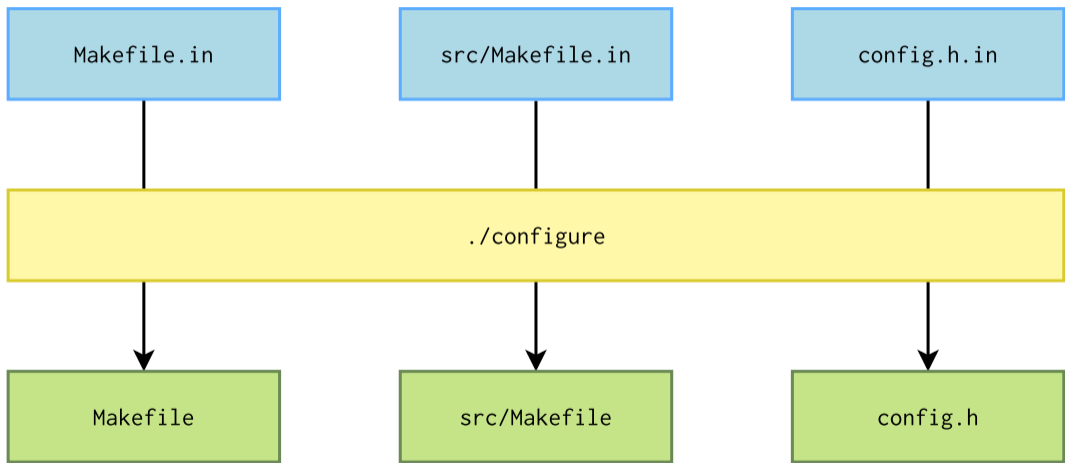 Makefile.in
src/Makefile.in
config.h.in
./configure
Makefile
src/Makefile
config.h